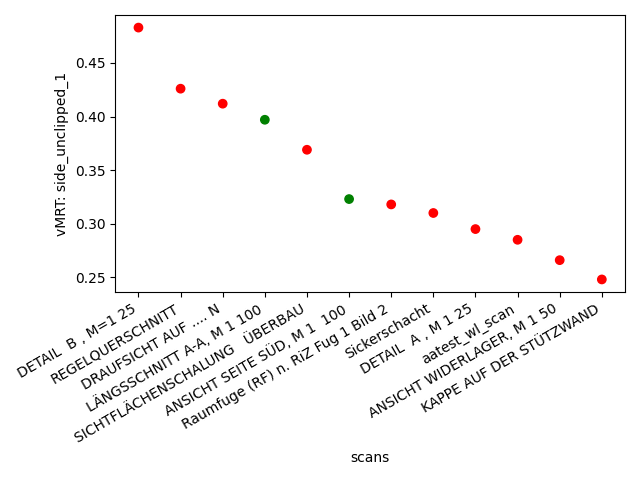 0.45
0.40
0.35
0.30
0.25
vMRT: side_unclipped_1
DETAIL  B , M=1 25
REGELQUERSCHNITT
DRAUFSICHT AUF .... N
LÄNGSSCHNITT A-A, M 1 100
SICHTFLÄCHENSCHALUNG   ÜBERBAU
ANSICHT SEITE SÜD, M 1  100
Raumfuge (RF) n. RiZ Fug 1 Bild 2
Sickerschacht
DETAIL  A , M 1 25
aatest_wl_scan
ANSICHT WIDERLAGER, M 1 50
KAPPE AUF DER STÜTZWAND
scans